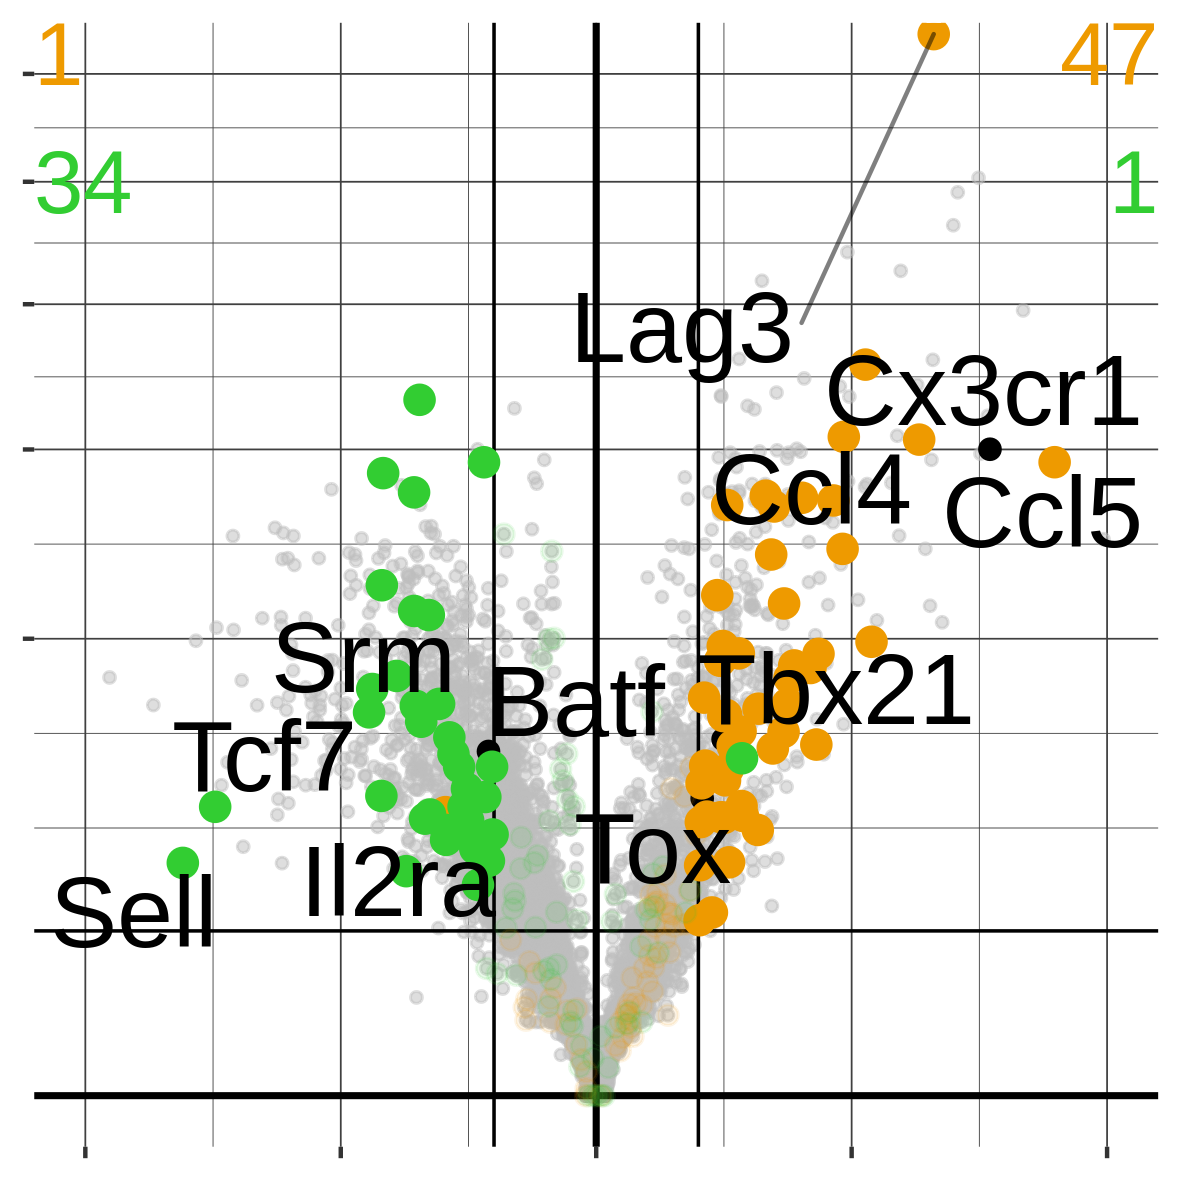 1 47
34 1
Lag3
Cx3cr1
Ccl4
Ccl5
Srm
Batf
Tbx21
Tcf7
Tox
Il2ra
Sell